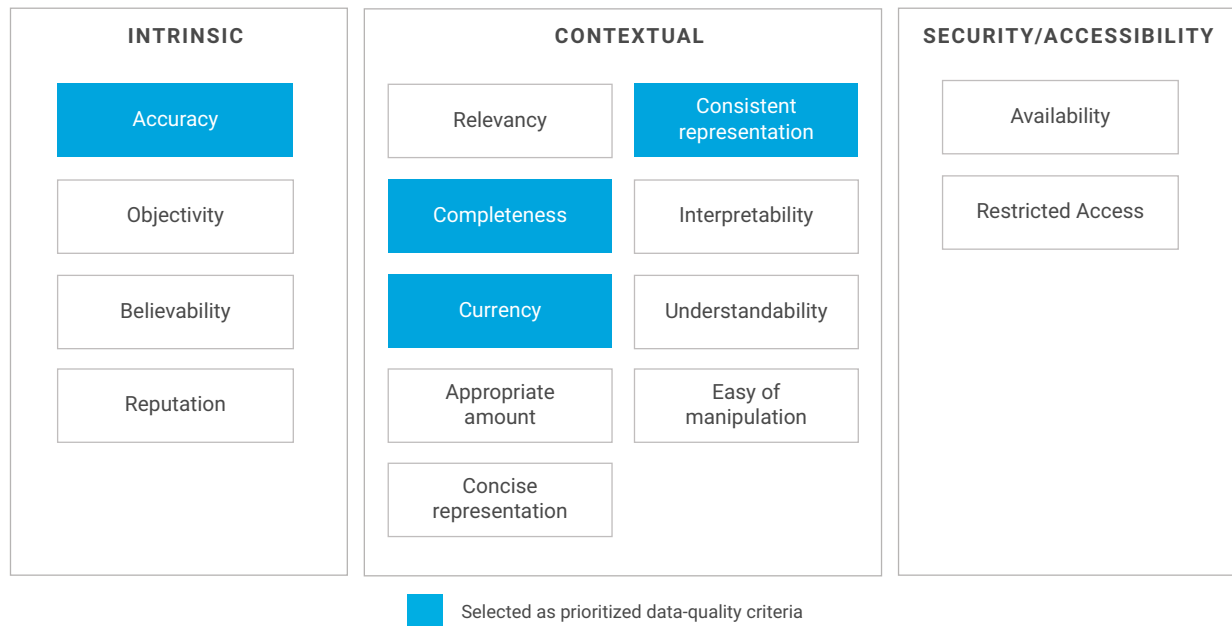 INTRINSIC
Accuracy
Objectivity
Believability
Reputation
CONTEXTUAL
Relevancy
Completeness
Currency
Appropriate
amount
Concise
representation
Consistent
representation
Interpretability
Understandability
Easy of
manipulation
SECURITY/ACCESSIBILITY
Availability
Restricted Access
Selected as prioritized data-quality criteria